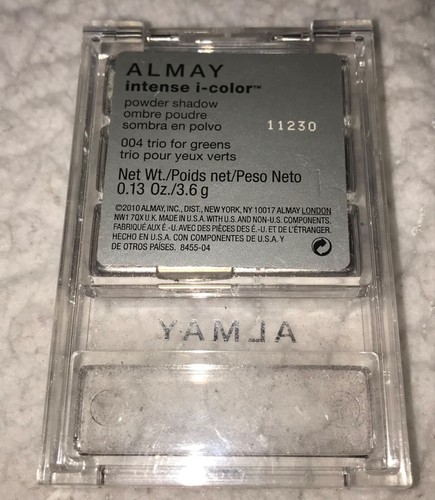 ALMAY
intense i-color™
powder shadow
ombre poudre
sombra en polvo
11230
004 trio for greens
trio pour yeux verts
Net Wt./Poids net/Peso Neto
0.13 Oz./3.6 g
©2010 ALMAY, INC., DIST., NEW YORK, NY 10017 ALMAY LONDON
NW1 7QX U.K. MADE IN U.S.A. WITH U.S. AND NON-U.S. COMPONENTS.
FABRIQUÉ AUX É.-U. AVEC DES PIÈCES DES É.-U. ET DE L'ÉTRANGER.
HECHO EN U.S.A. CON COMPONENTES DE U.S.A. Y
DE OTROS PAÍSES. 8455-04
ALMAY